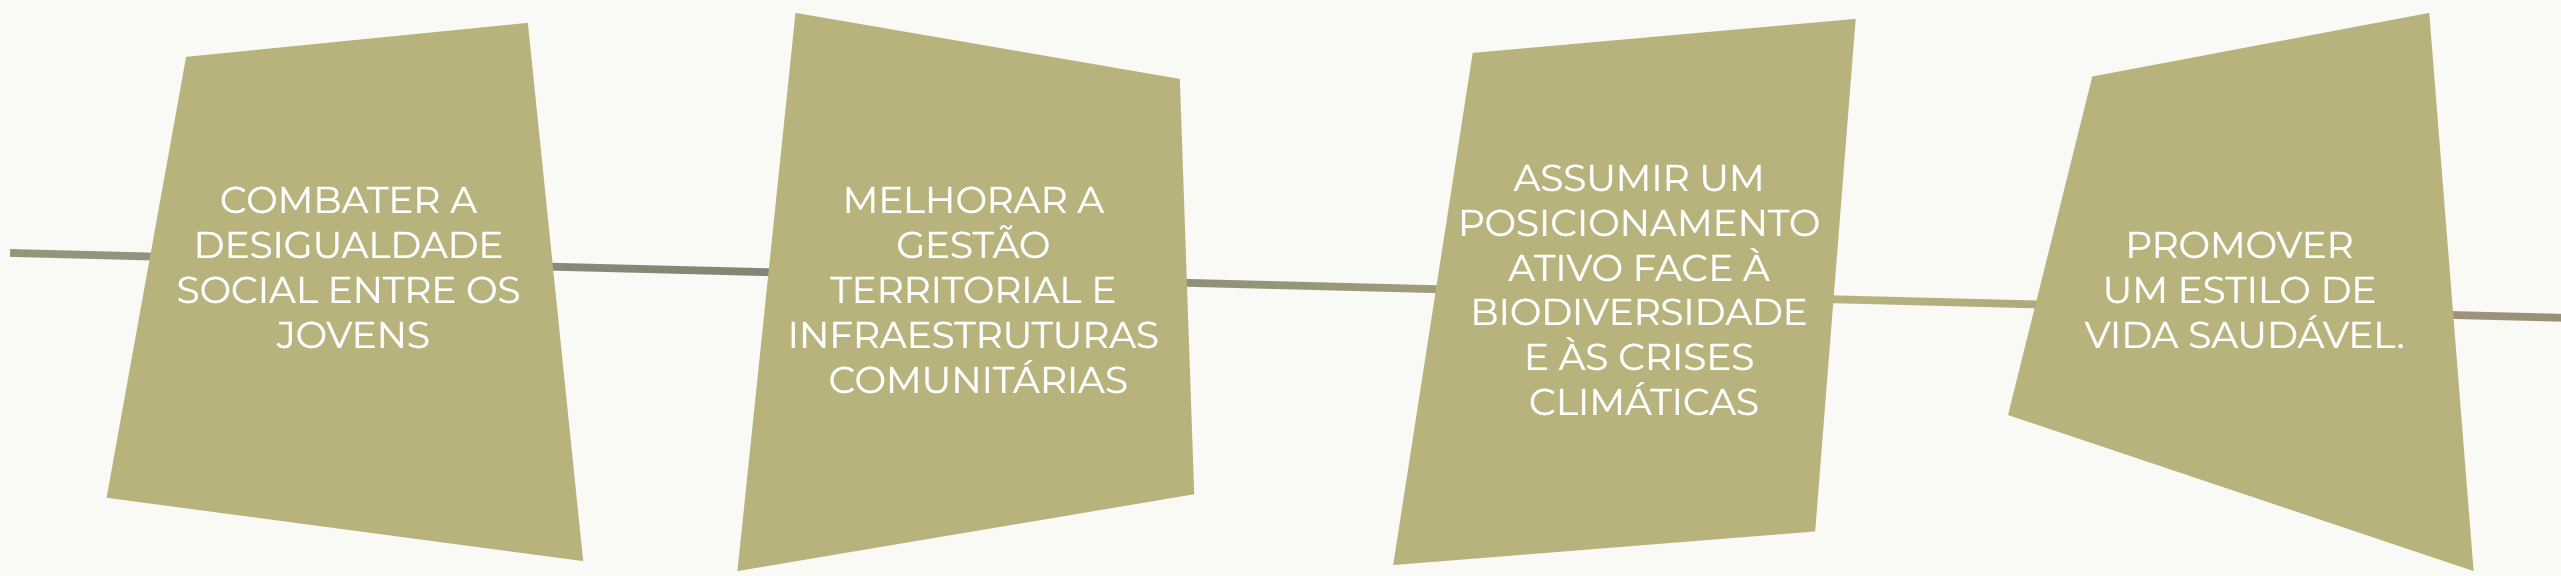 COMBATER A
DESIGUALDADE
SOCIAL ENTRE OS
JOVENS
MELHORAR A
GESTÃO
TERRITORIAL E
INFRAESTRUTURAS
COMUNITÁRIAS
ASSUMIR UM
POSICIONAMENTO
ATIVO FACE À
BIODIVERSIDADE
E ÀS CRISES
CLIMÁTICAS
PROMOVER
UM ESTILO DE
VIDA SAUDÁVEL.